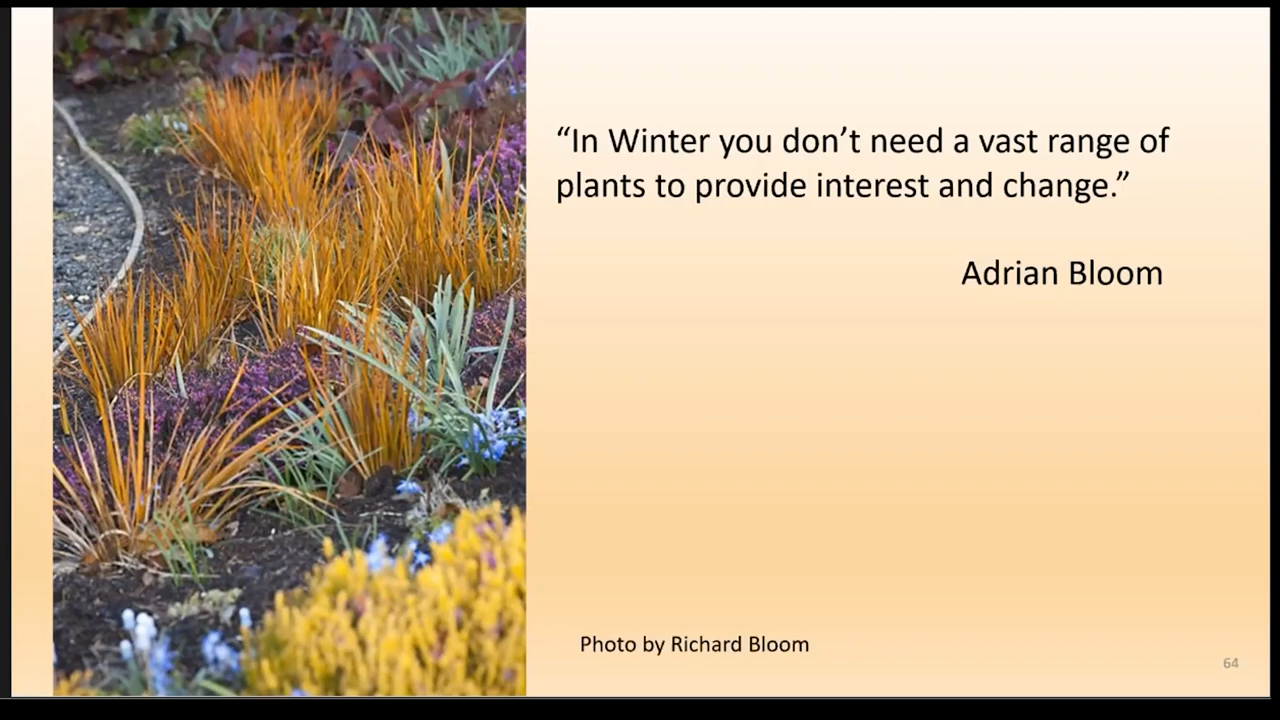 “In Winter you don’t need a vast range of
plants to provide interest and change.”
Adrian Bloom
Photo by Richard Bloom
64